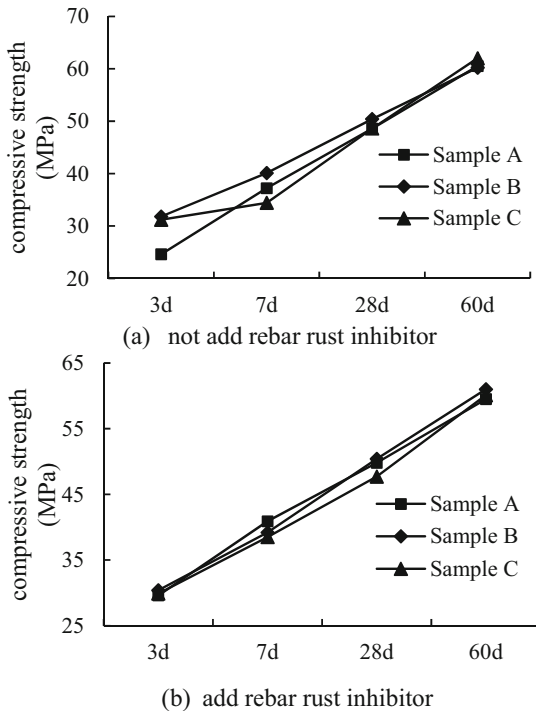 70
60
50
40
30
20
compressive strength
(MPa)
Sample A
Sample B
Sample C
3d 7d 28d 60d
(a) not add rebar rust inhibitor
65
55
45
35
25
compressive strength
(MPa)
Sample A
Sample B
Sample C
3d 7d 28d 60d
(b) add rebar rust inhibitor